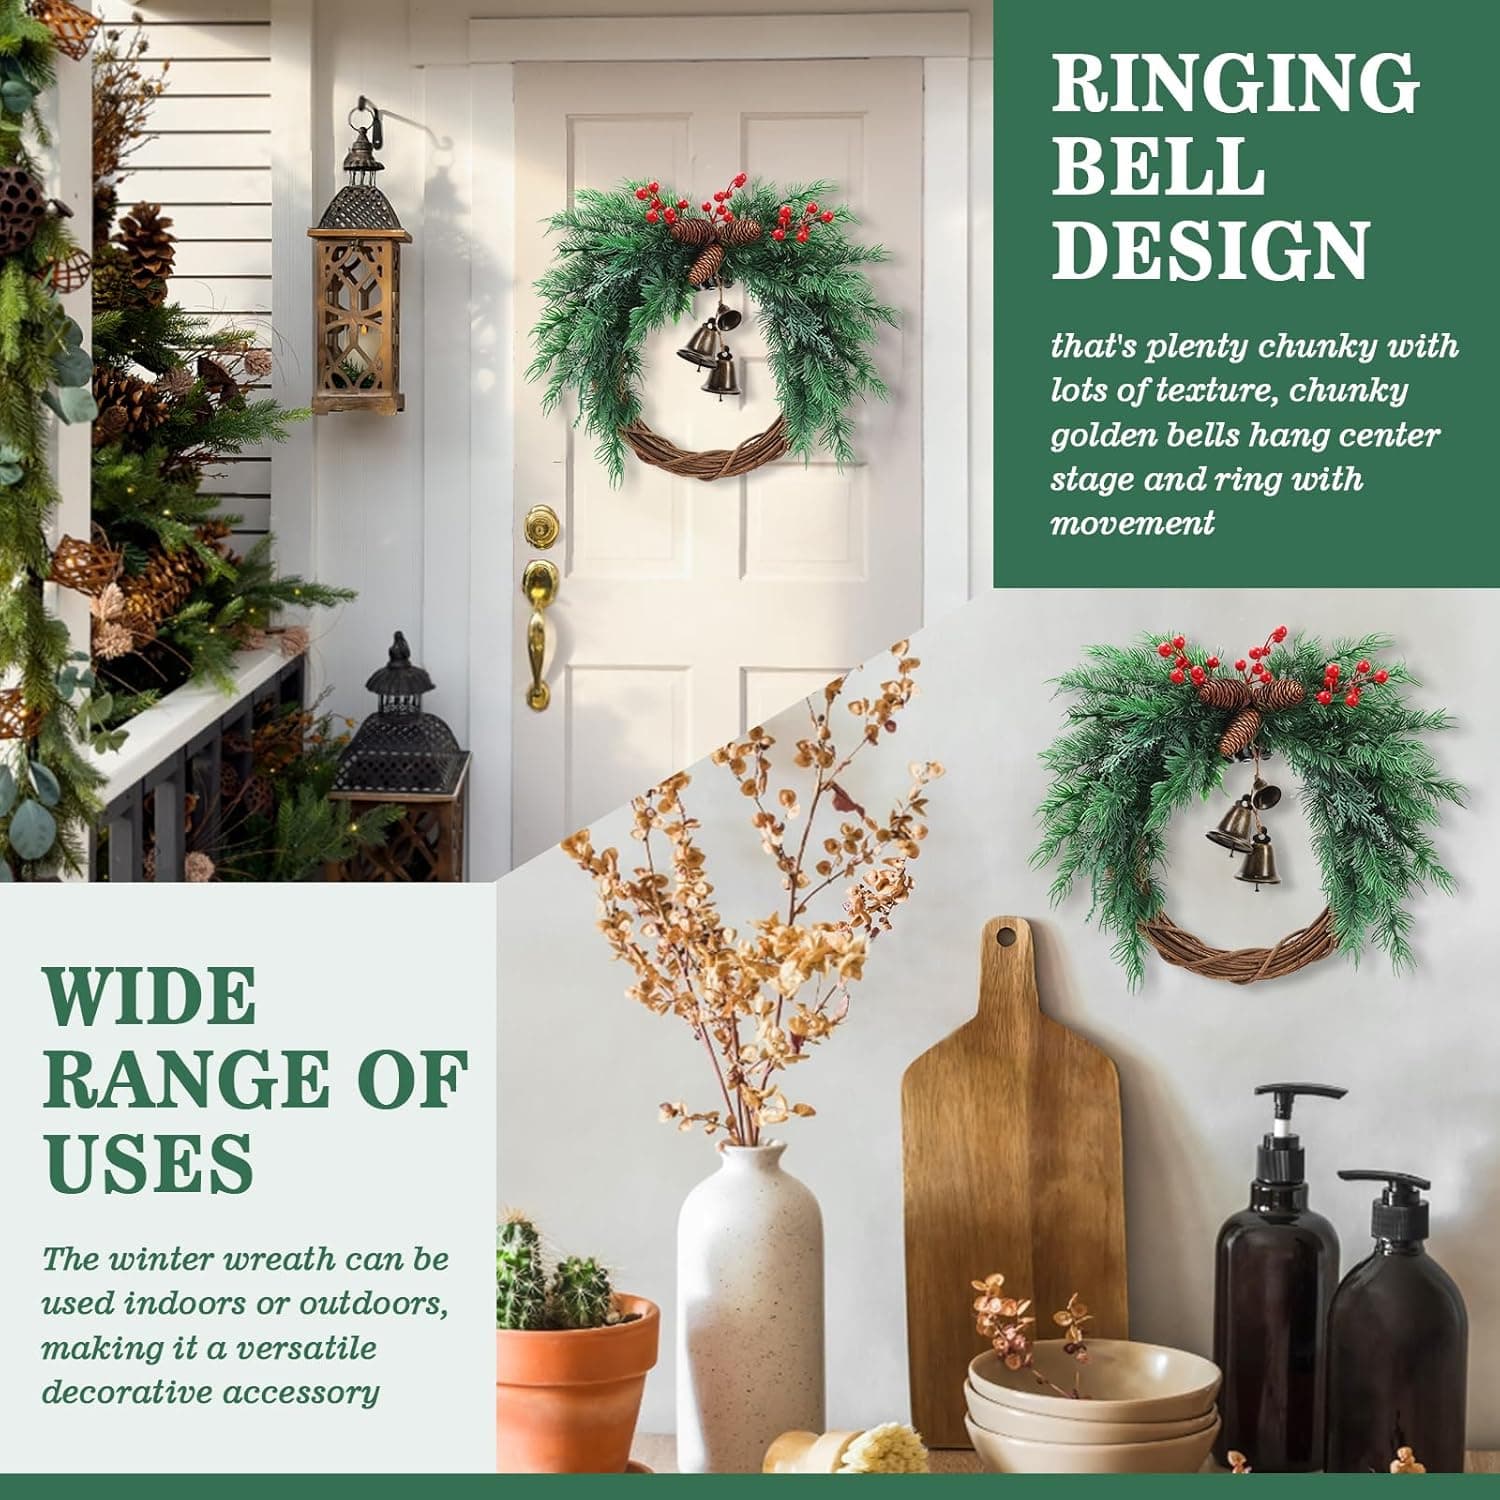 RINGING
BELL
DESIGN
that's plenty chunky with
lots of texture, chunky
golden bells hang center
stage and ring with
movement
WIDE
RANGE OF
USES
The winter wreath can be
used indoors or outdoors,
making it a versatile
decorative accessory